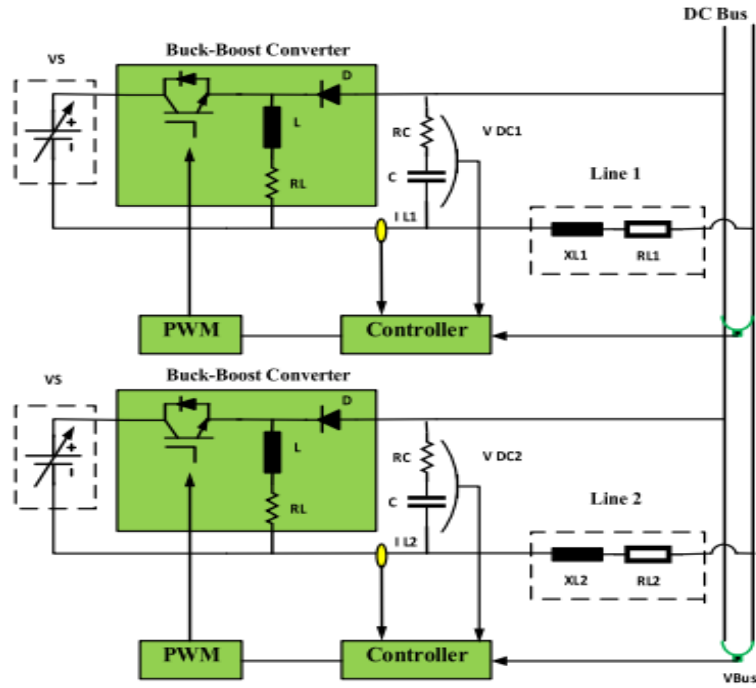 DC Bus
Buck-Boost Converter
VS
D
+
-
L
RL
RC
C
V DC1
I L1
Line 1
XL1
RL1
PWM
Controller
Buck-Boost Converter
VS
D
+
-
L
RL
RC
C
V DC2
I L2
Line 2
XL2
RL2
PWM
Controller
VBus